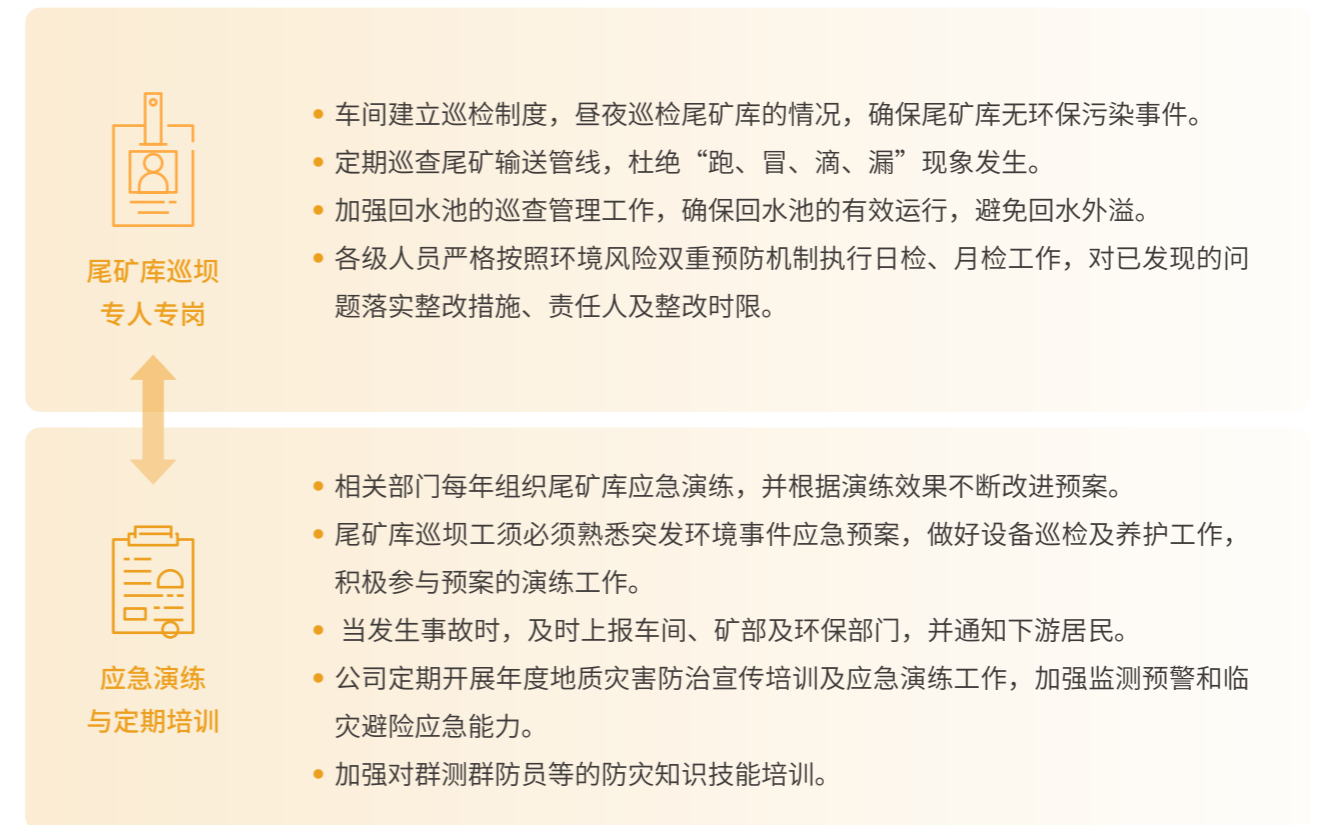 尾矿库巡坝
专人专岗
• 车间建立巡检制度，昼夜巡检尾矿库的情况，确保尾矿库无环保污染事件。
• 定期巡查尾矿输送管线，杜绝“跑、冒、滴、漏”现象发生。
• 加强回水池的巡查管理工作，确保回水池的有效运行，避免回水外溢。
• 各级人员严格按照环境风险双重预防机制执行日检、月检工作，对已发现的问
题落实整改措施、责任人及整改时限。
应急演练
与定期培训
• 相关部门每年组织尾矿库应急演练，并根据演练效果不断改进预案。
• 尾矿库巡坝工须必须熟悉突发环境事件应急预案，做好设备巡检及养护工作，
积极参与预案的演练工作。
• 当发生事故时，及时上报车间、矿部及环保部门，并通知下游居民。
• 公司定期开展年度地质灾害防治宣传培训及应急演练工作，加强监测预警和临
灾避险应急能力。
• 加强对群测群防员等的防灾知识技能培训。